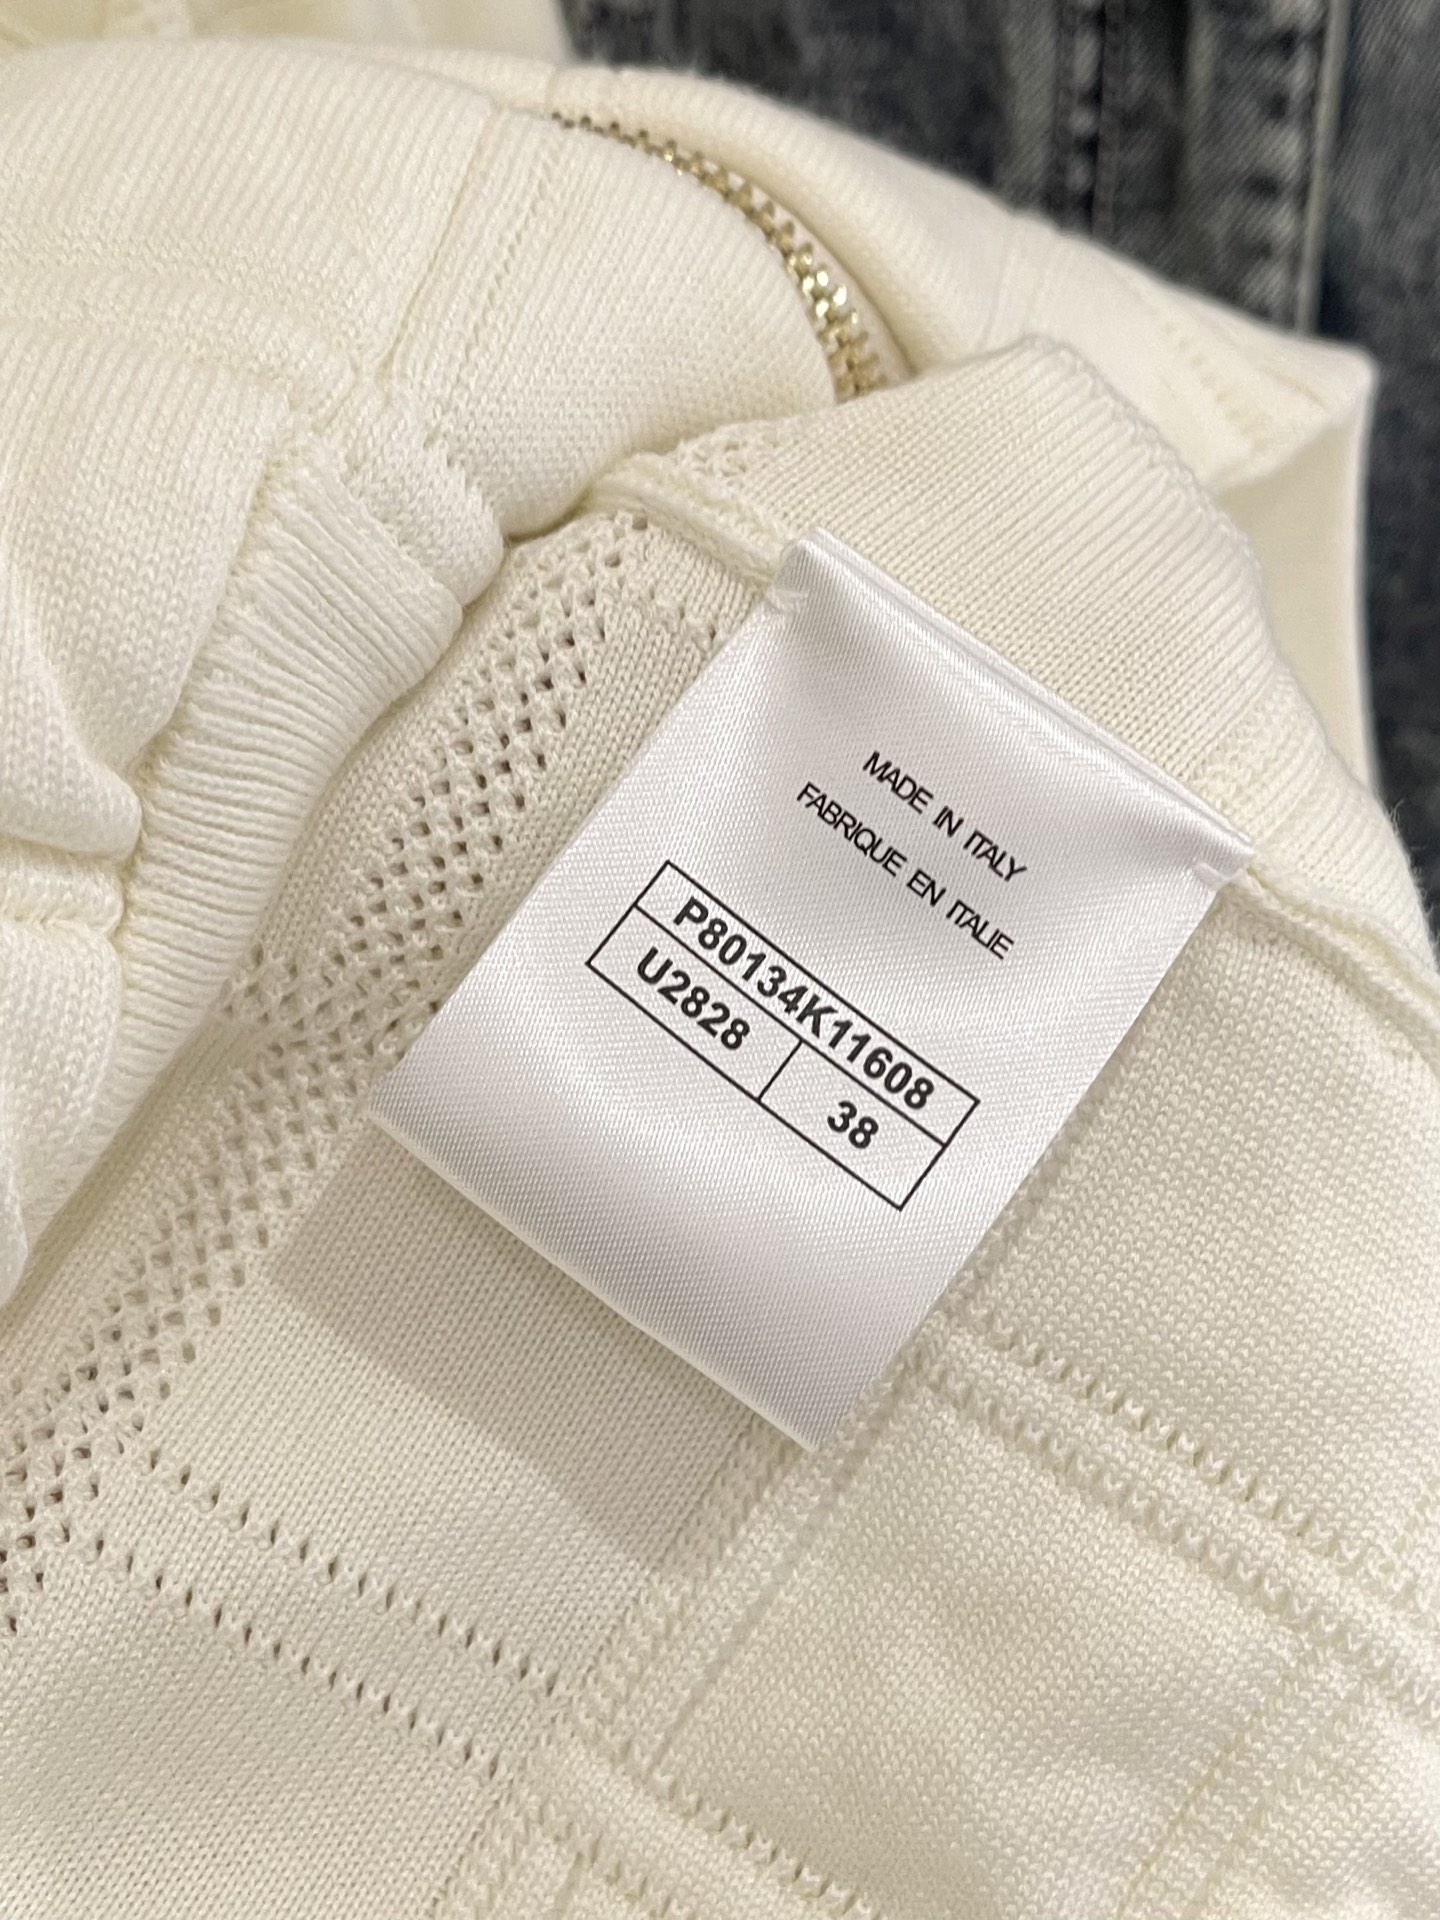 MADE IN ITALY
FABRIQUE EN ITALIE
P80134K11608
U2828 38